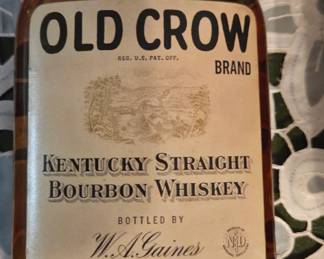 OLD CROW
REG. U.S. PAT. OFF.
BRAND
KENTUCKY STRAIGHT
BOURBON WHISKEY
BOTTLED BY
W.A. Gaines